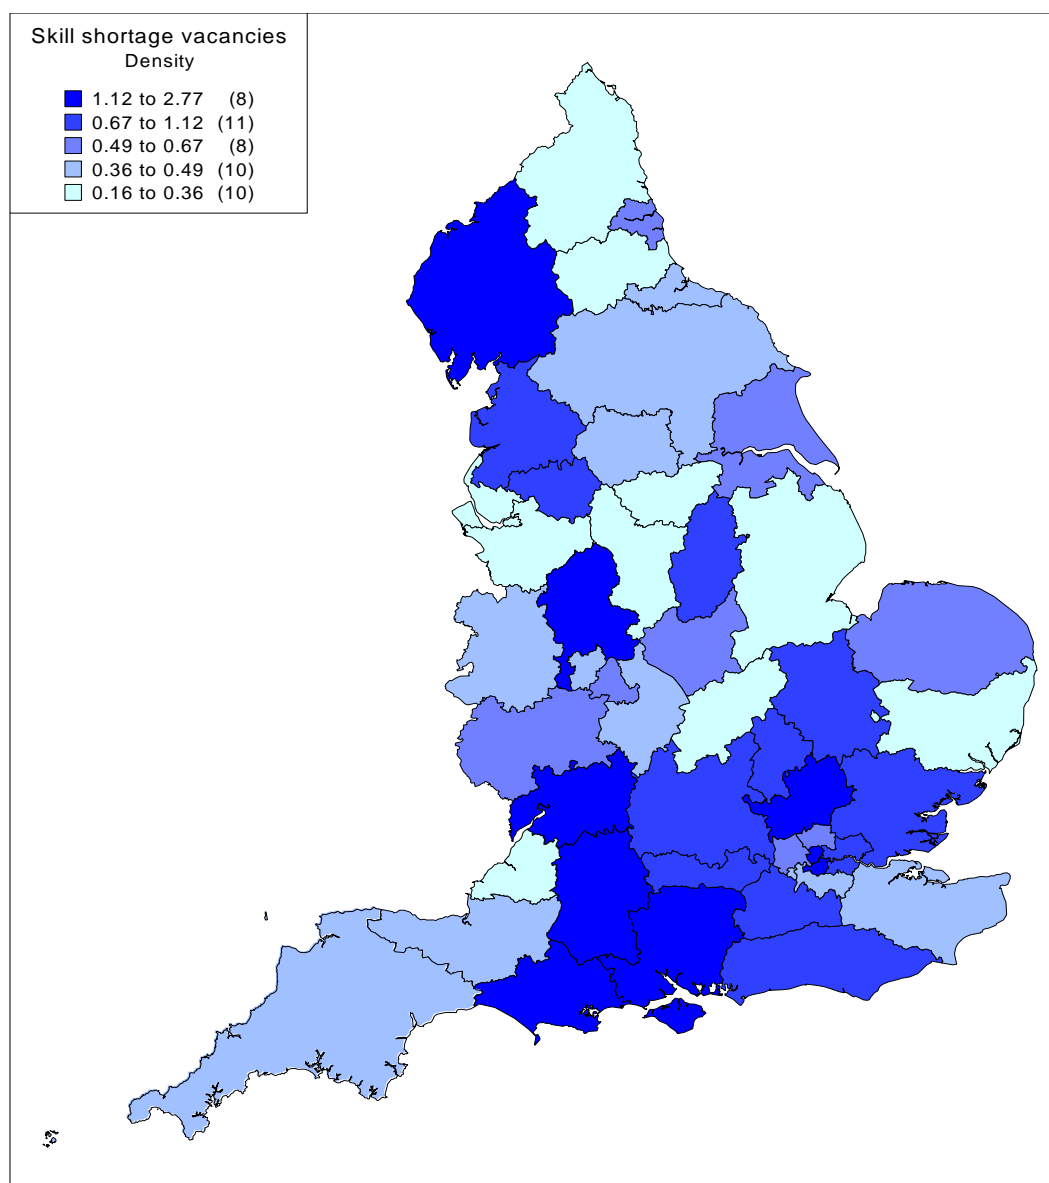 Skill shortage vacancies
Density
1.12 to 2.77 (8)
0.67 to 1.12 (11)
0.49 to 0.67 (8)
0.36 to 0.49 (10)
0.16 to 0.36 (10)